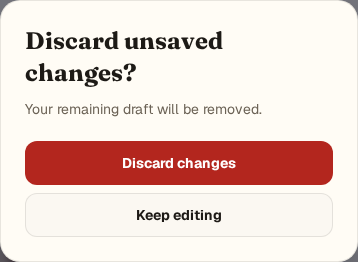 Discard unsaved
changes?
Your remaining draft will be removed.
Discard changes
Keep editing